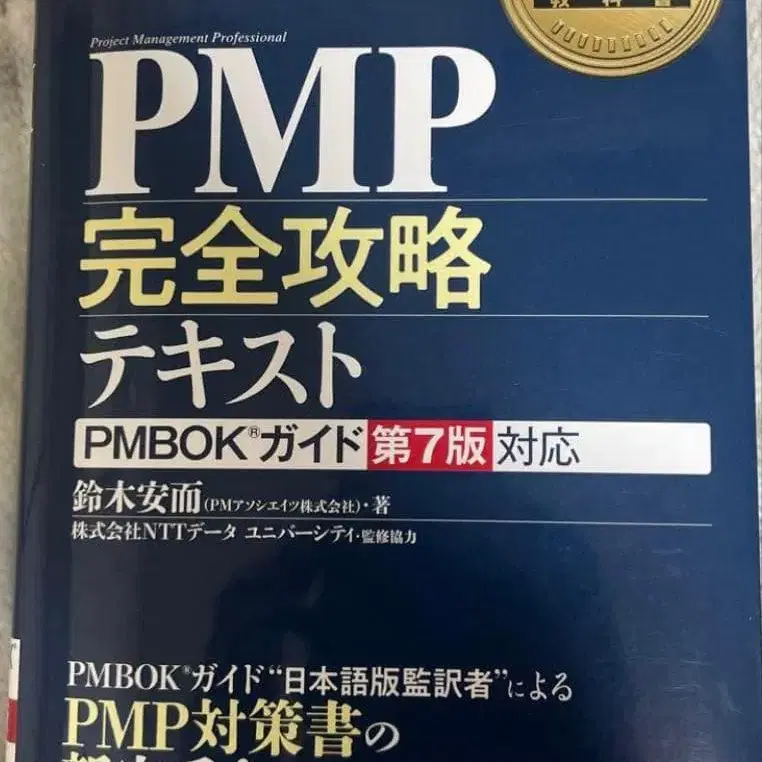 教科書
Project Management Professional
PMP
完全攻略
テキスト
PMBOK®ガイド 第7版 対応
鈴木安而(PMアソシエイツ株式会社)・著
株式会社NTTデータ ユニバーシティ・監修協力
PMBOK®ガイド“日本語版監訳者”による
PMP対策書の